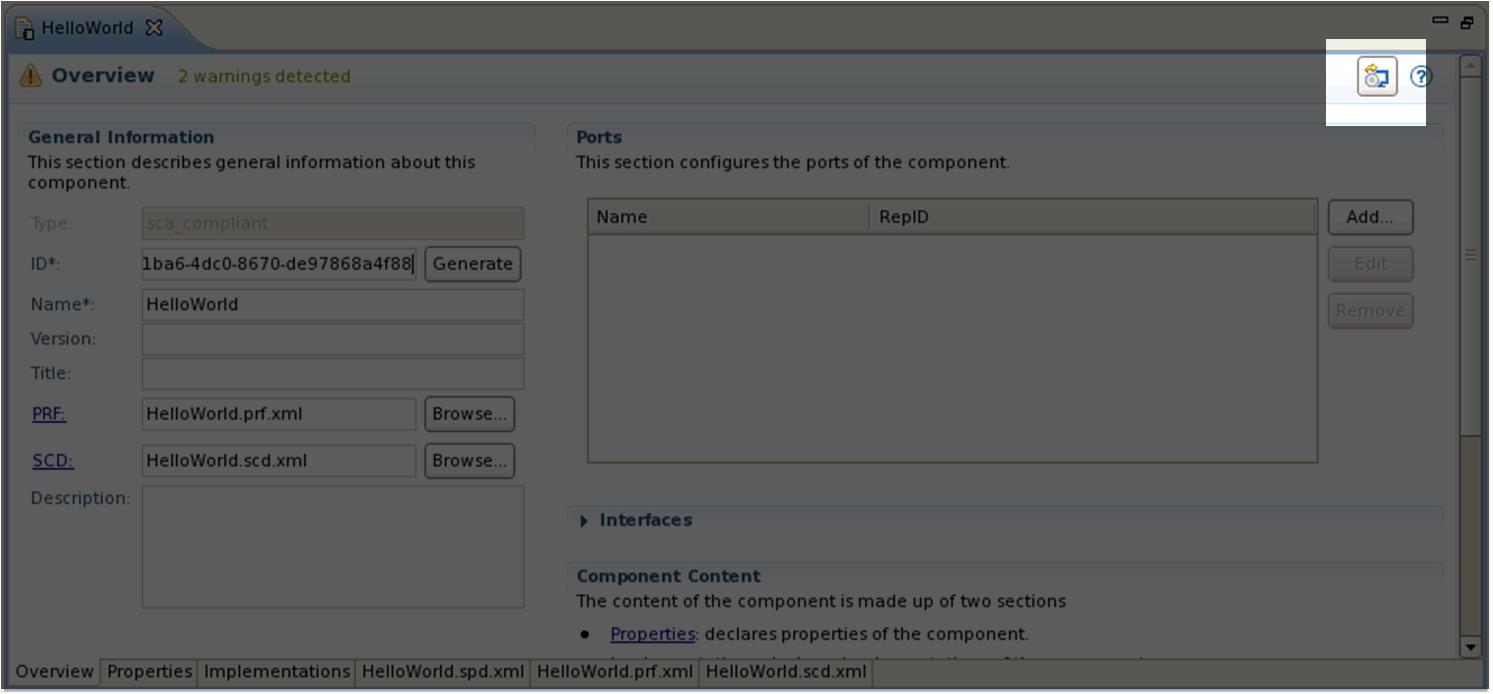 HelloWorld
Overview 2 warnings detected
?
General Information
This section describes general information about this
component.
Type: sca_compliant
ID*: 1ba6-4dc0-8670-de97868a4f88 Generate
Name*: HelloWorld
Version:
Title:
PRF: HelloWorld.prf.xml Browse...
SCD: HelloWorld.scd.xml Browse...
Description:
Ports
This section configures the ports of the component.
Name RepID
Add...
Edit
Remove
Interfaces
Component Content
The content of the component is made up of two sections
• Properties: declares properties of the component.
Overview Properties Implementations HelloWorld.spd.xml HelloWorld.prf.xml HelloWorld.scd.xml